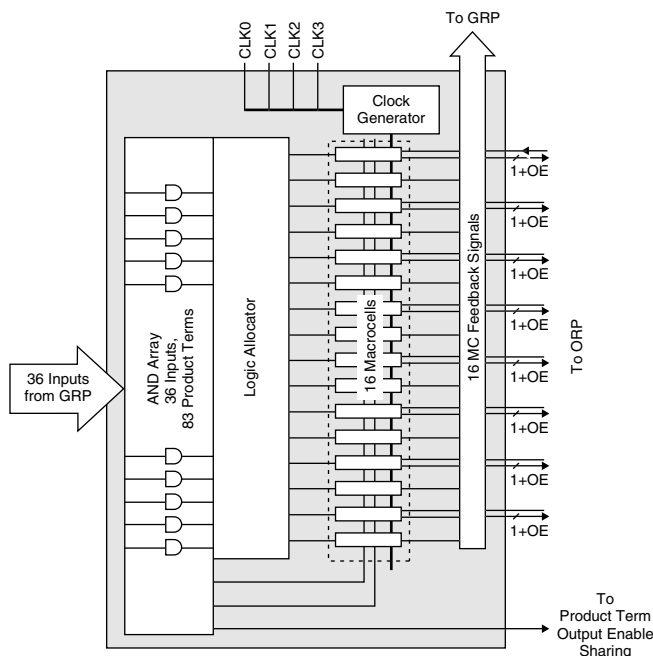 To GRP
CLK0
CLK1
CLK2
CLK3
Clock
Generator
36 Inputs
from GRP
AND Array
36 Inputs,
83 Product Terms
Logic Allocator
16 Macrocells
16 MC Feedback Signals
1+OE
1+OE
1+OE
1+OE
1+OE
1+OE
1+OE
1+OE
To ORP
To
Product Term
Output Enable
Sharing